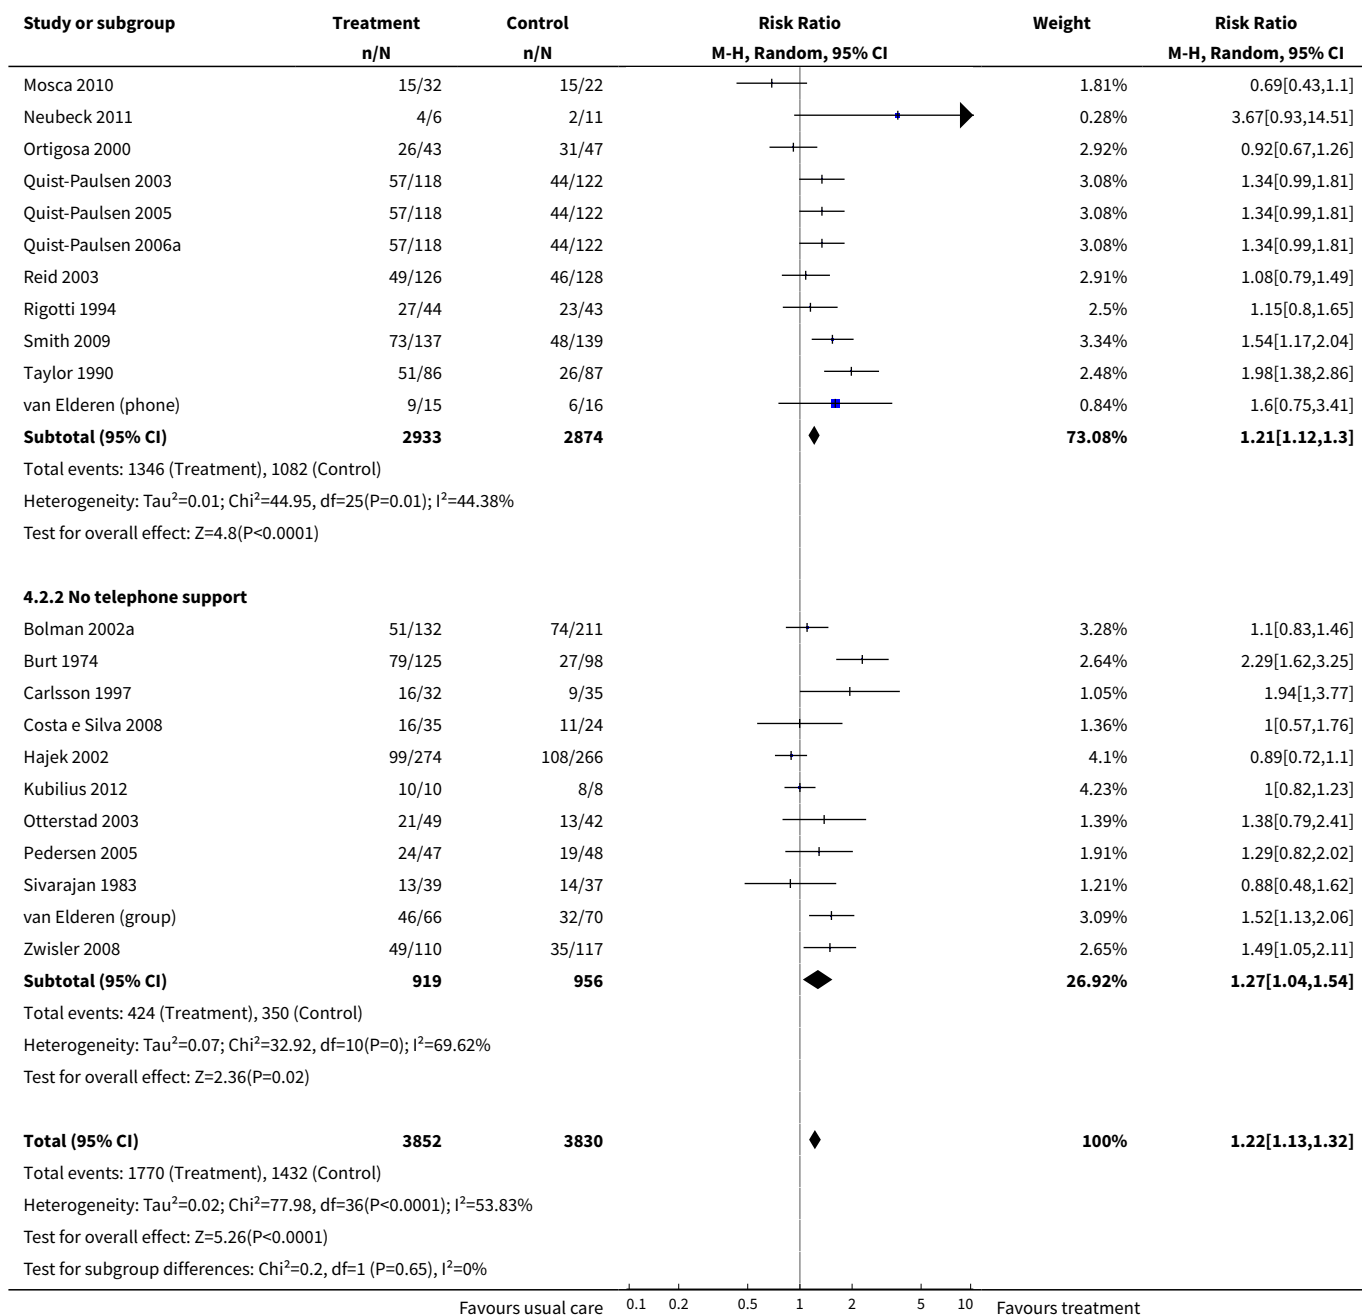 Study or subgroup Treatment Control Risk Ratio Weight Risk Ratio
n/N n/N M-H, Random, 95% CI M-H, Random, 95% CI
Mosca 2010 15/32 15/22 1.81% 0.69[0.43,1.1]
Neubeck 2011 4/6 2/11 0.28% 3.67[0.93,14.51]
Ortigosa 2000 26/43 31/47 2.92% 0.92[0.67,1.26]
Quist-Paulsen 2003 57/118 44/122 3.08% 1.34[0.99,1.81]
Quist-Paulsen 2005 57/118 44/122 3.08% 1.34[0.99,1.81]
Quist-Paulsen 2006a 57/118 44/122 3.08% 1.34[0.99,1.81]
Reid 2003 49/126 46/128 2.91% 1.08[0.79,1.49]
Rigotti 1994 27/44 23/43 2.5% 1.15[0.8,1.65]
Smith 2009 73/137 48/139 3.34% 1.54[1.17,2.04]
Taylor 1990 51/86 26/87 2.48% 1.98[1.38,2.86]
van Elderen (phone) 9/15 6/16 0.84% 1.6[0.75,3.41]
Subtotal (95% CI) 2933 2874 73.08% 1.21[1.12,1.3]
Total events: 1346 (Treatment), 1082 (Control)
Heterogeneity: Tau²=0.01; Chi²=44.95, df=25(P=0.01); I²=44.38%
Test for overall effect: Z=4.8(P<0.0001)
4.2.2 No telephone support
Bolman 2002a 51/132 74/211 3.28% 1.1[0.83,1.46]
Burt 1974 79/125 27/98 2.64% 2.29[1.62,3.25]
Carlsson 1997 16/32 9/35 1.05% 1.94[1,3.77]
Costa e Silva 2008 16/35 11/24 1.36% 1[0.57,1.76]
Hajek 2002 99/274 108/266 4.1% 0.89[0.72,1.1]
Kubilius 2012 10/10 8/8 4.23% 1[0.82,1.23]
Otterstad 2003 21/49 13/42 1.39% 1.38[0.79,2.41]
Pedersen 2005 24/47 19/48 1.91% 1.29[0.82,2.02]
Sivarajan 1983 13/39 14/37 1.21% 0.88[0.48,1.62]
van Elderen (group) 46/66 32/70 3.09% 1.52[1.13,2.06]
Zwisler 2008 49/110 35/117 2.65% 1.49[1.05,2.11]
Subtotal (95% CI) 919 956 26.92% 1.27[1.04,1.54]
Total events: 424 (Treatment), 350 (Control)
Heterogeneity: Tau²=0.07; Chi²=32.92, df=10(P=0); I²=69.62%
Test for overall effect: Z=2.36(P=0.02)
Total (95% CI) 3852 3830 100% 1.22[1.13,1.32]
Total events: 1770 (Treatment), 1432 (Control)
Heterogeneity: Tau²=0.02; Chi²=77.98, df=36(P<0.0001); I²=53.83%
Test for overall effect: Z=5.26(P<0.0001)
Test for subgroup differences: Chi²=0.2, df=1 (P=0.65), I²=0%
Favours usual care 0.1 0.2 0.5 1 2 5 10 Favours treatment